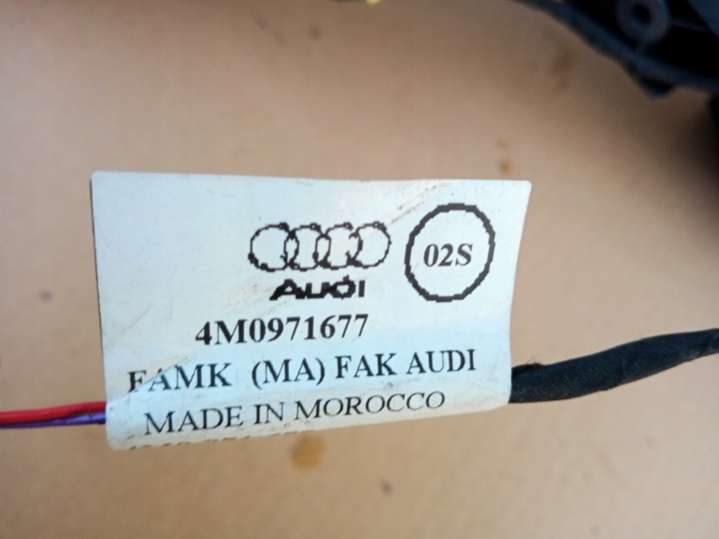 02S
Audi
4M0971677
FAMK (MA) FAK AUDI
MADE IN MOROCCO